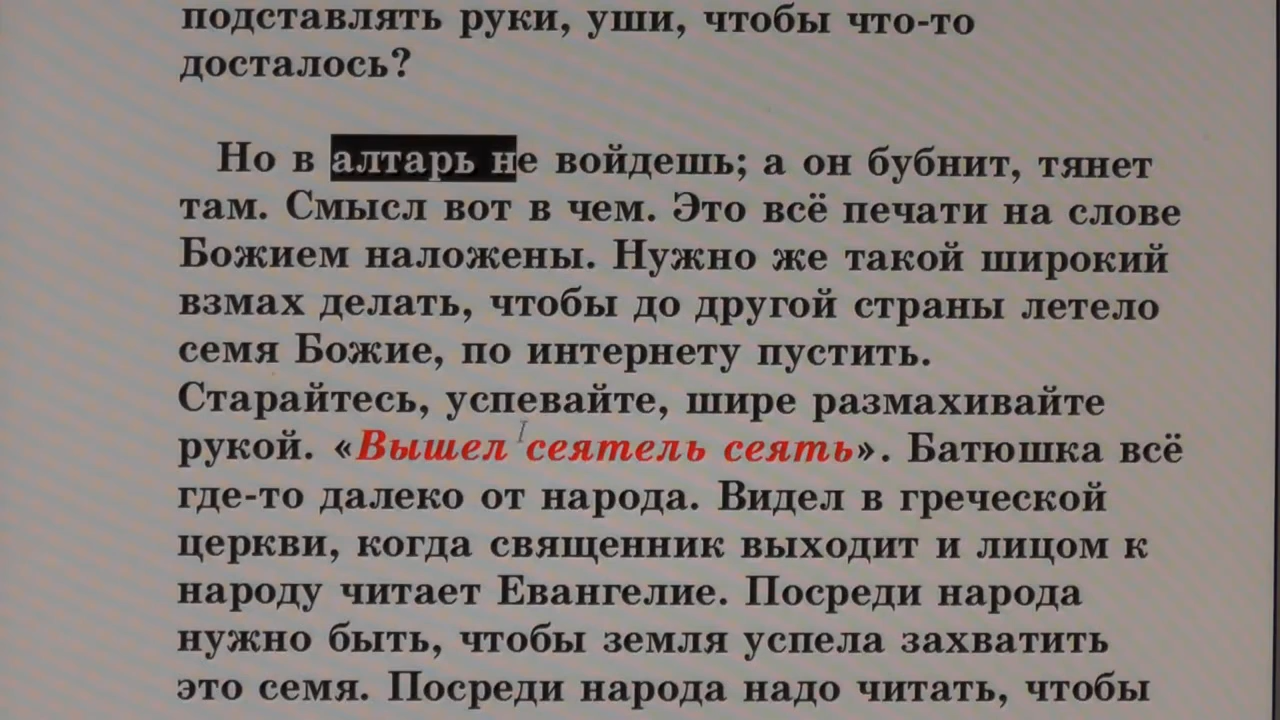 подставлять руки, уши, чтобы что-то
досталось?
Но в алтарь не войдешь; а он бубнит, тянет
там. Смысл вот в чем. Это всё печати на слове
Божием наложены. Нужно же такой широкий
взмах делать, чтобы до другой страны летело
семя Божие, по интернету пустить.
Старайтесь, успевайте, шире размахивайте
рукой. «Вышел сеятель сеять». Батюшка всё
где-то далеко от народа. Видел в греческой
церкви, когда священник выходит и лицом к
народу читает Евангелие. Посреди народа
нужно быть, чтобы земля успела захватить
это семя. Посреди народа надо читать, чтобы